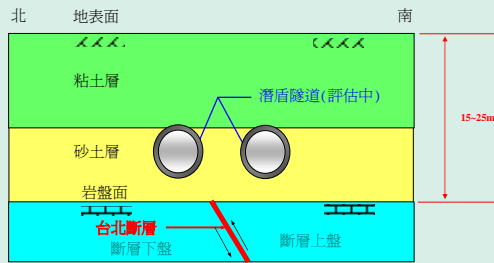 北 地表面 南
粘土層
潛盾隧道(評估中)
15~25m
砂土層
岩盤面
台北斷層
斷層下盤
斷層上盤